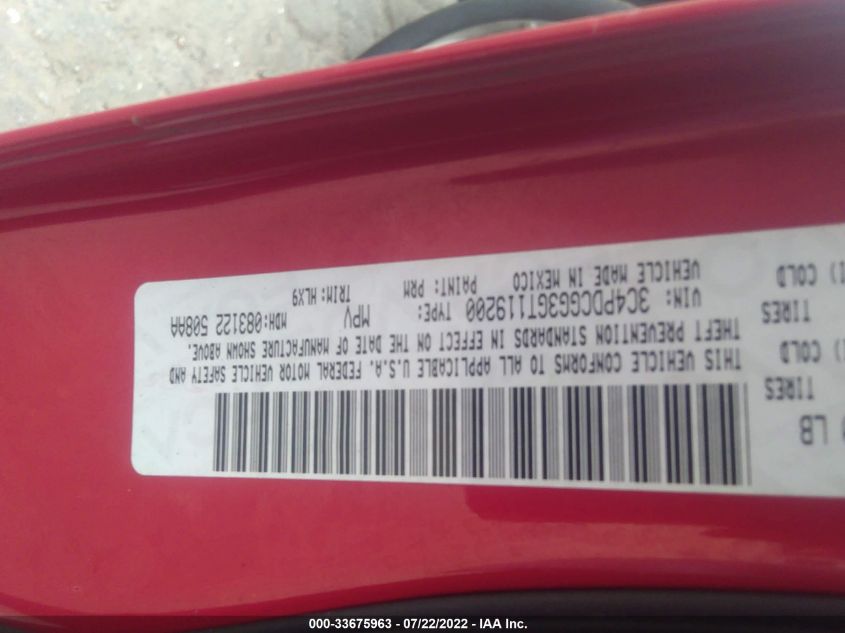 LB
TIRES
COLD
TIRES
COLD
THIS VEHICLE CONFORMS TO ALL APPLICABLE U.S.A. FEDERAL MOTOR VEHICLE SAFETY AND
THEFT PREVENTION STANDARDS IN EFFECT ON THE DATE OF MANUFACTURE SHOWN ABOVE.
VIN: 3C4PDCGG3GT119200 TYPE: MPV MDH:083122 508AA
VEHICLE MADE IN MEXICO PAINT: PRM TRIM:HLX9
000-33675963 - 07/22/2022 - IAA Inc.